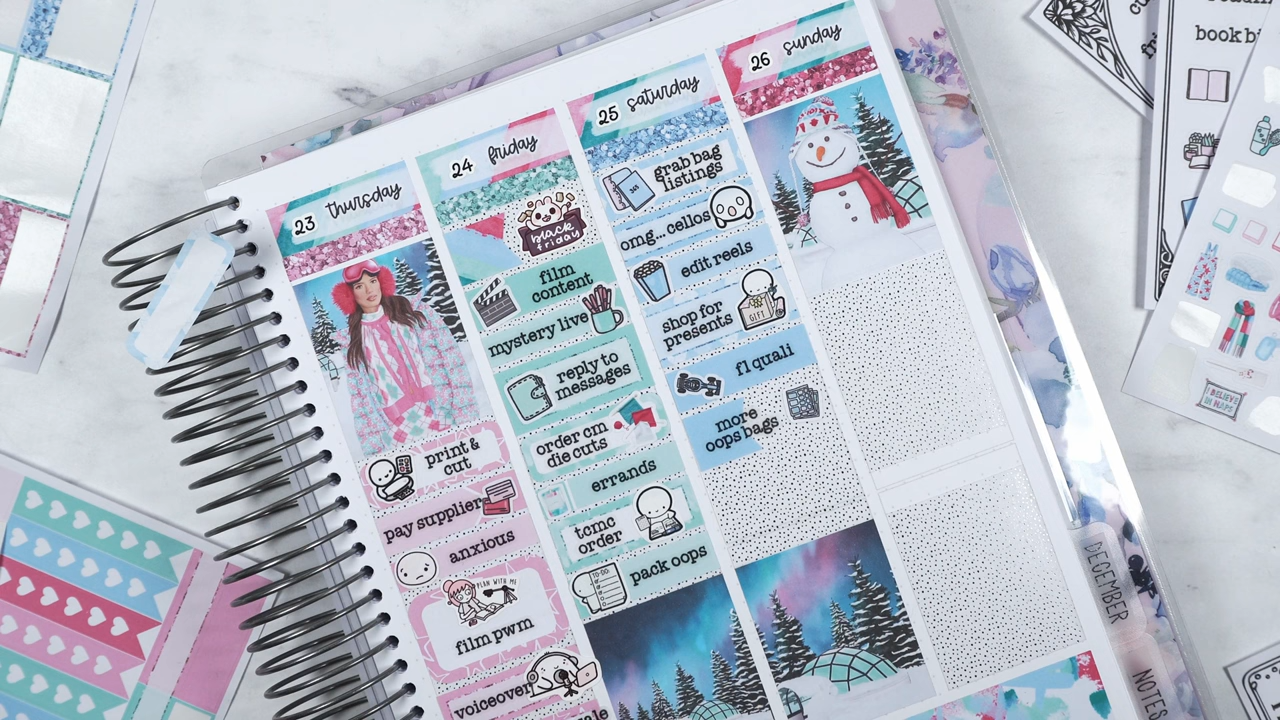 23 thursday
print &
cut
pay supplier
anxious
PLAN WITH ME
film pwm
voiceover
24 friday
black
friday
film
content
mystery live
reply to
messages
order cm
die cuts
errands
tcmc
order
TO-DO:
pack oops
25 saturday
grab bag
listings
omg... cellos
edit reels
shop for
presents
GIFT
f1 quali
more
oops bags
26 sunday
DECEMBER
NOTES
I BELIEVE
IN NAPS